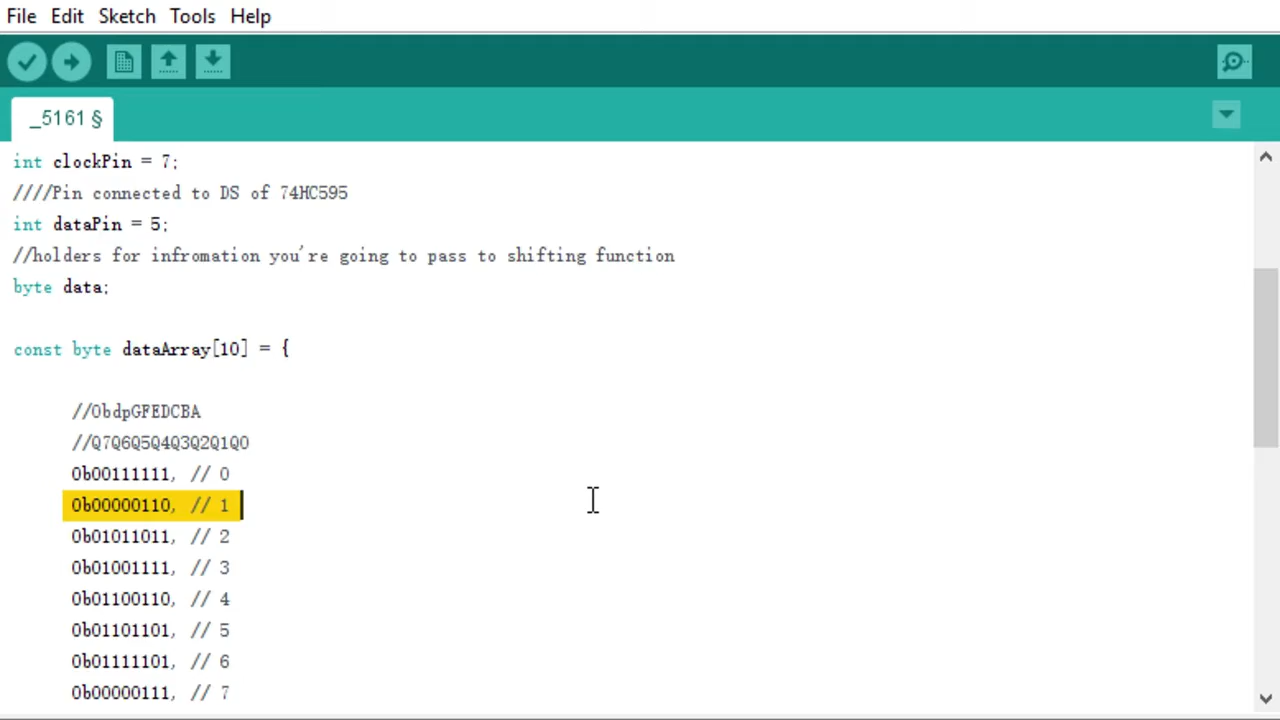 File Edit Sketch Tools Help
_5161 §
int clockPin = 7;
////Pin connected to DS of 74HC595
int dataPin = 5;
//holders for infromation you're going to pass to shifting function
byte data;
const byte dataArray[10] = {
//0bdpGFEDCBA
//Q7Q6Q5Q4Q3Q2Q1Q0
0b00111111, // 0
0b00000110, // 1
0b01011011, // 2
0b01001111, // 3
0b01100110, // 4
0b01101101, // 5
0b01111101, // 6
0b00000111, // 7